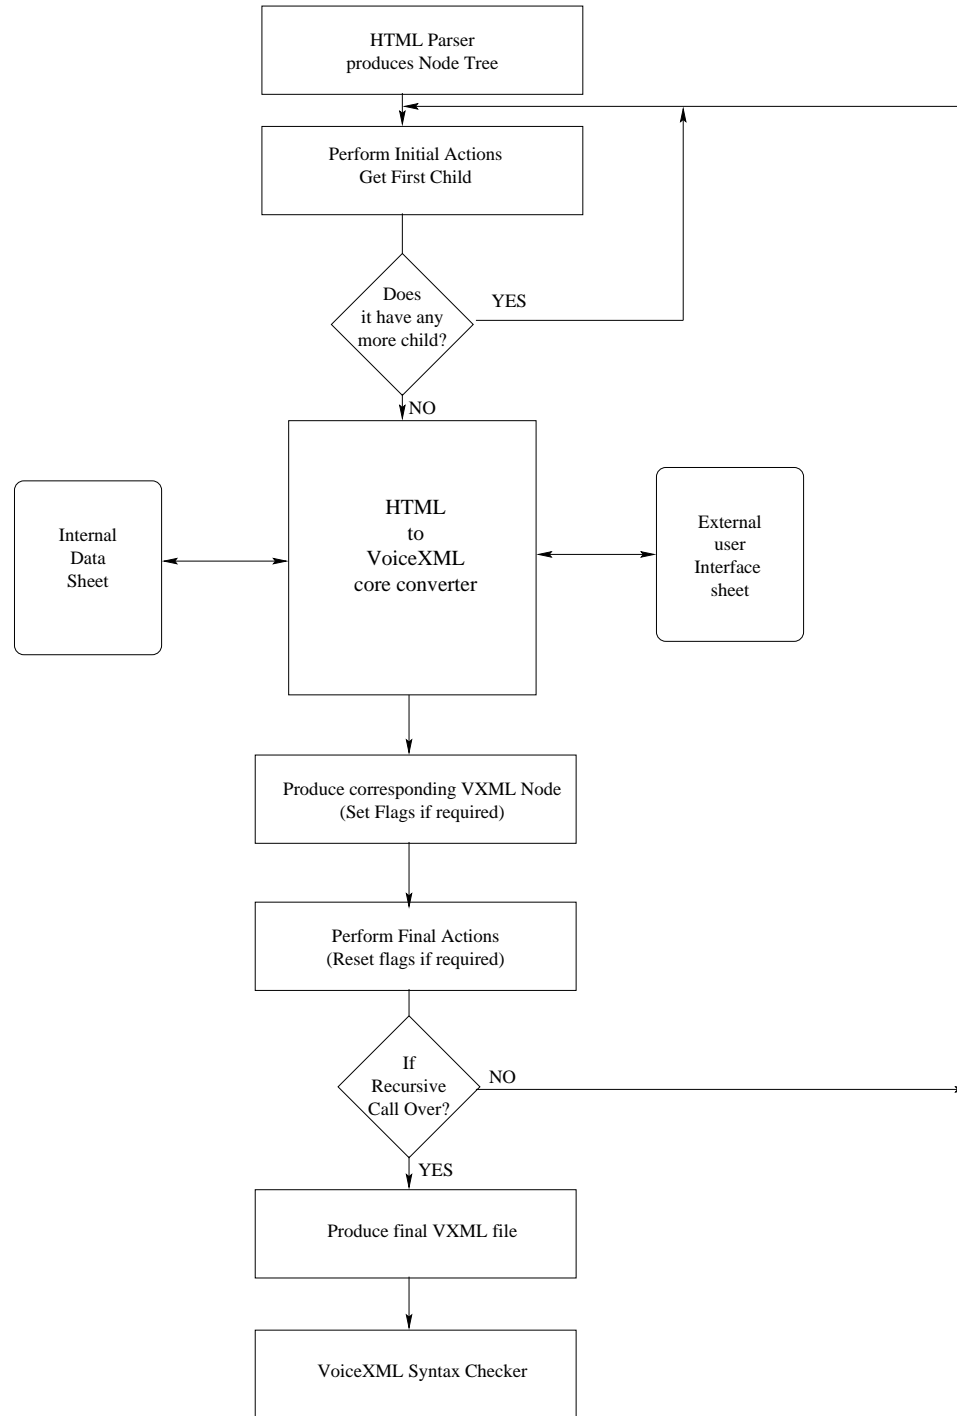 HTML Parser
produces Node Tree
Perform Initial Actions
Get First Child
Does
it have any
more child?
YES
NO
HTML
to
VoiceXML
core converter
Internal
Data
Sheet
External
user
Interface
sheet
Produce corresponding VXML Node
(Set Flags if required)
Perform Final Actions
(Reset flags if required)
If
Recursive
Call Over?
NO
YES
Produce final VXML file
VoiceXML Syntax Checker